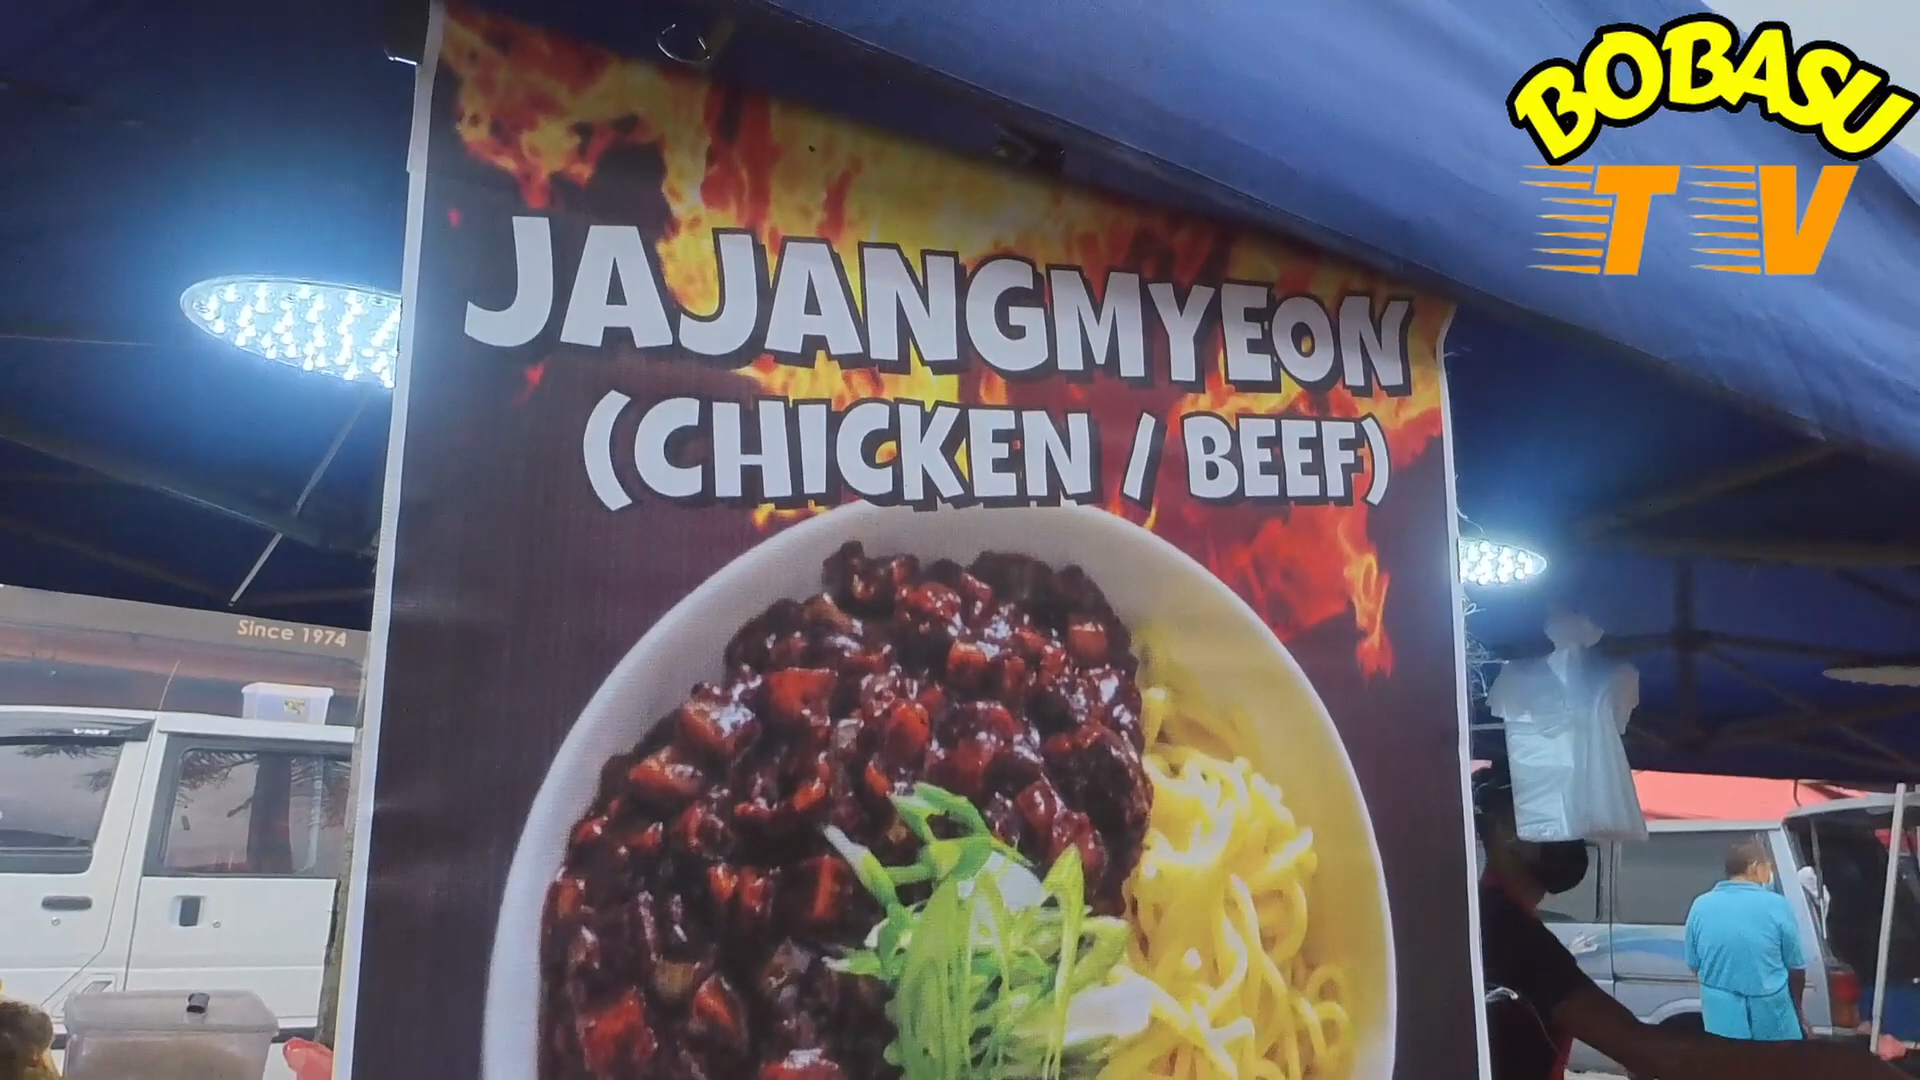 BOBASU
TV
JAJANGMYEON
(CHICKEN / BEEF)
Since 1974